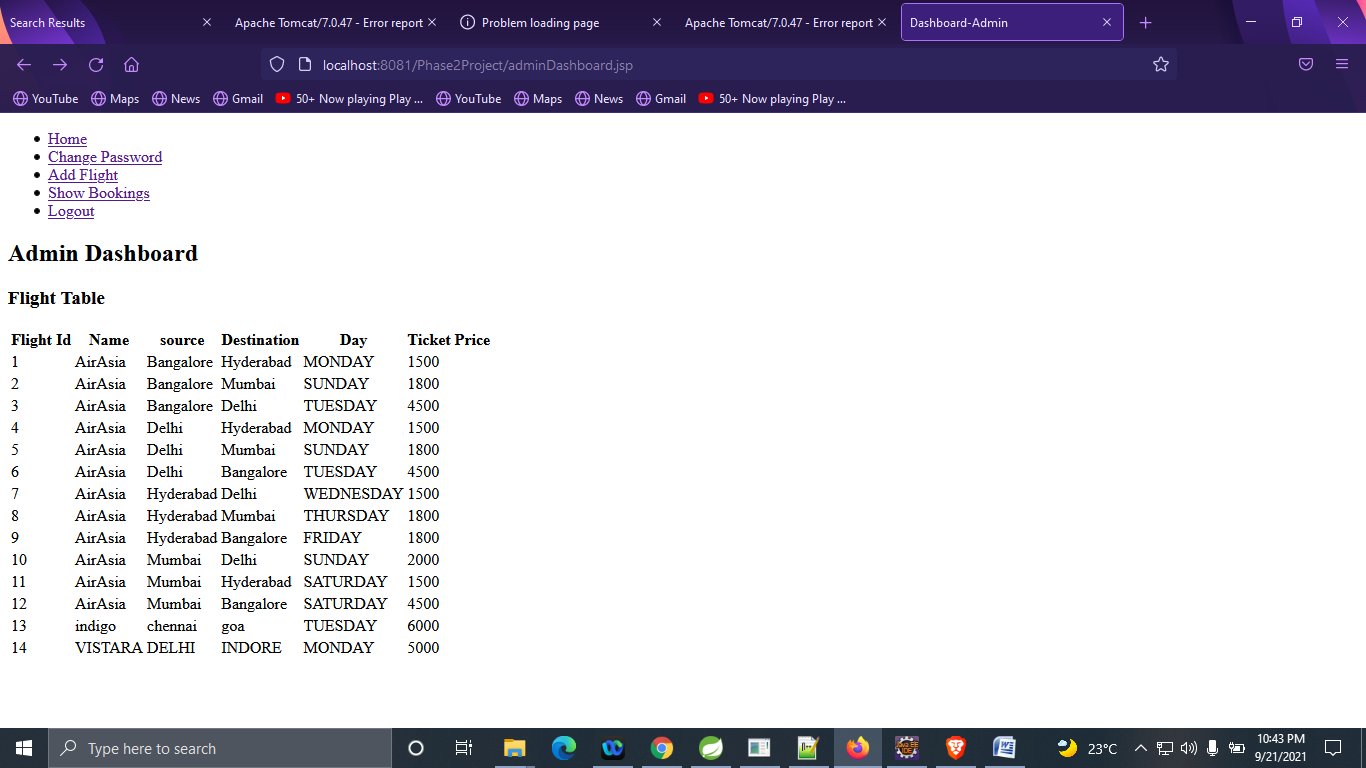 Search Results Apache Tomcat/7.0.47 - Error report Problem loading page Apache Tomcat/7.0.47 - Error report Dashboard-Admin
localhost:8081/Phase2Project/adminDashboard.jsp
YouTube Maps News Gmail 50+ Now playing Play ... YouTube Maps News Gmail 50+ Now playing Play ...
Home
Change Password
Add Flight
Show Bookings
Logout
Admin Dashboard
Flight Table
Flight Id Name source Destination Day Ticket Price
1 AirAsia Bangalore Hyderabad MONDAY 1500
2 AirAsia Bangalore Mumbai SUNDAY 1800
3 AirAsia Bangalore Delhi TUESDAY 4500
4 AirAsia Delhi Hyderabad MONDAY 1500
5 AirAsia Delhi Mumbai SUNDAY 1800
6 AirAsia Delhi Bangalore TUESDAY 4500
7 AirAsia Hyderabad Delhi WEDNESDAY 1500
8 AirAsia Hyderabad Mumbai THURSDAY 1800
9 AirAsia Hyderabad Bangalore FRIDAY 1800
10 AirAsia Mumbai Delhi SUNDAY 2000
11 AirAsia Mumbai Hyderabad SATURDAY 1500
12 AirAsia Mumbai Bangalore SATURDAY 4500
13 indigo chennai goa TUESDAY 6000
14 VISTARA DELHI INDORE MONDAY 5000
Type here to search 23°C 10:43 PM
9/21/2021